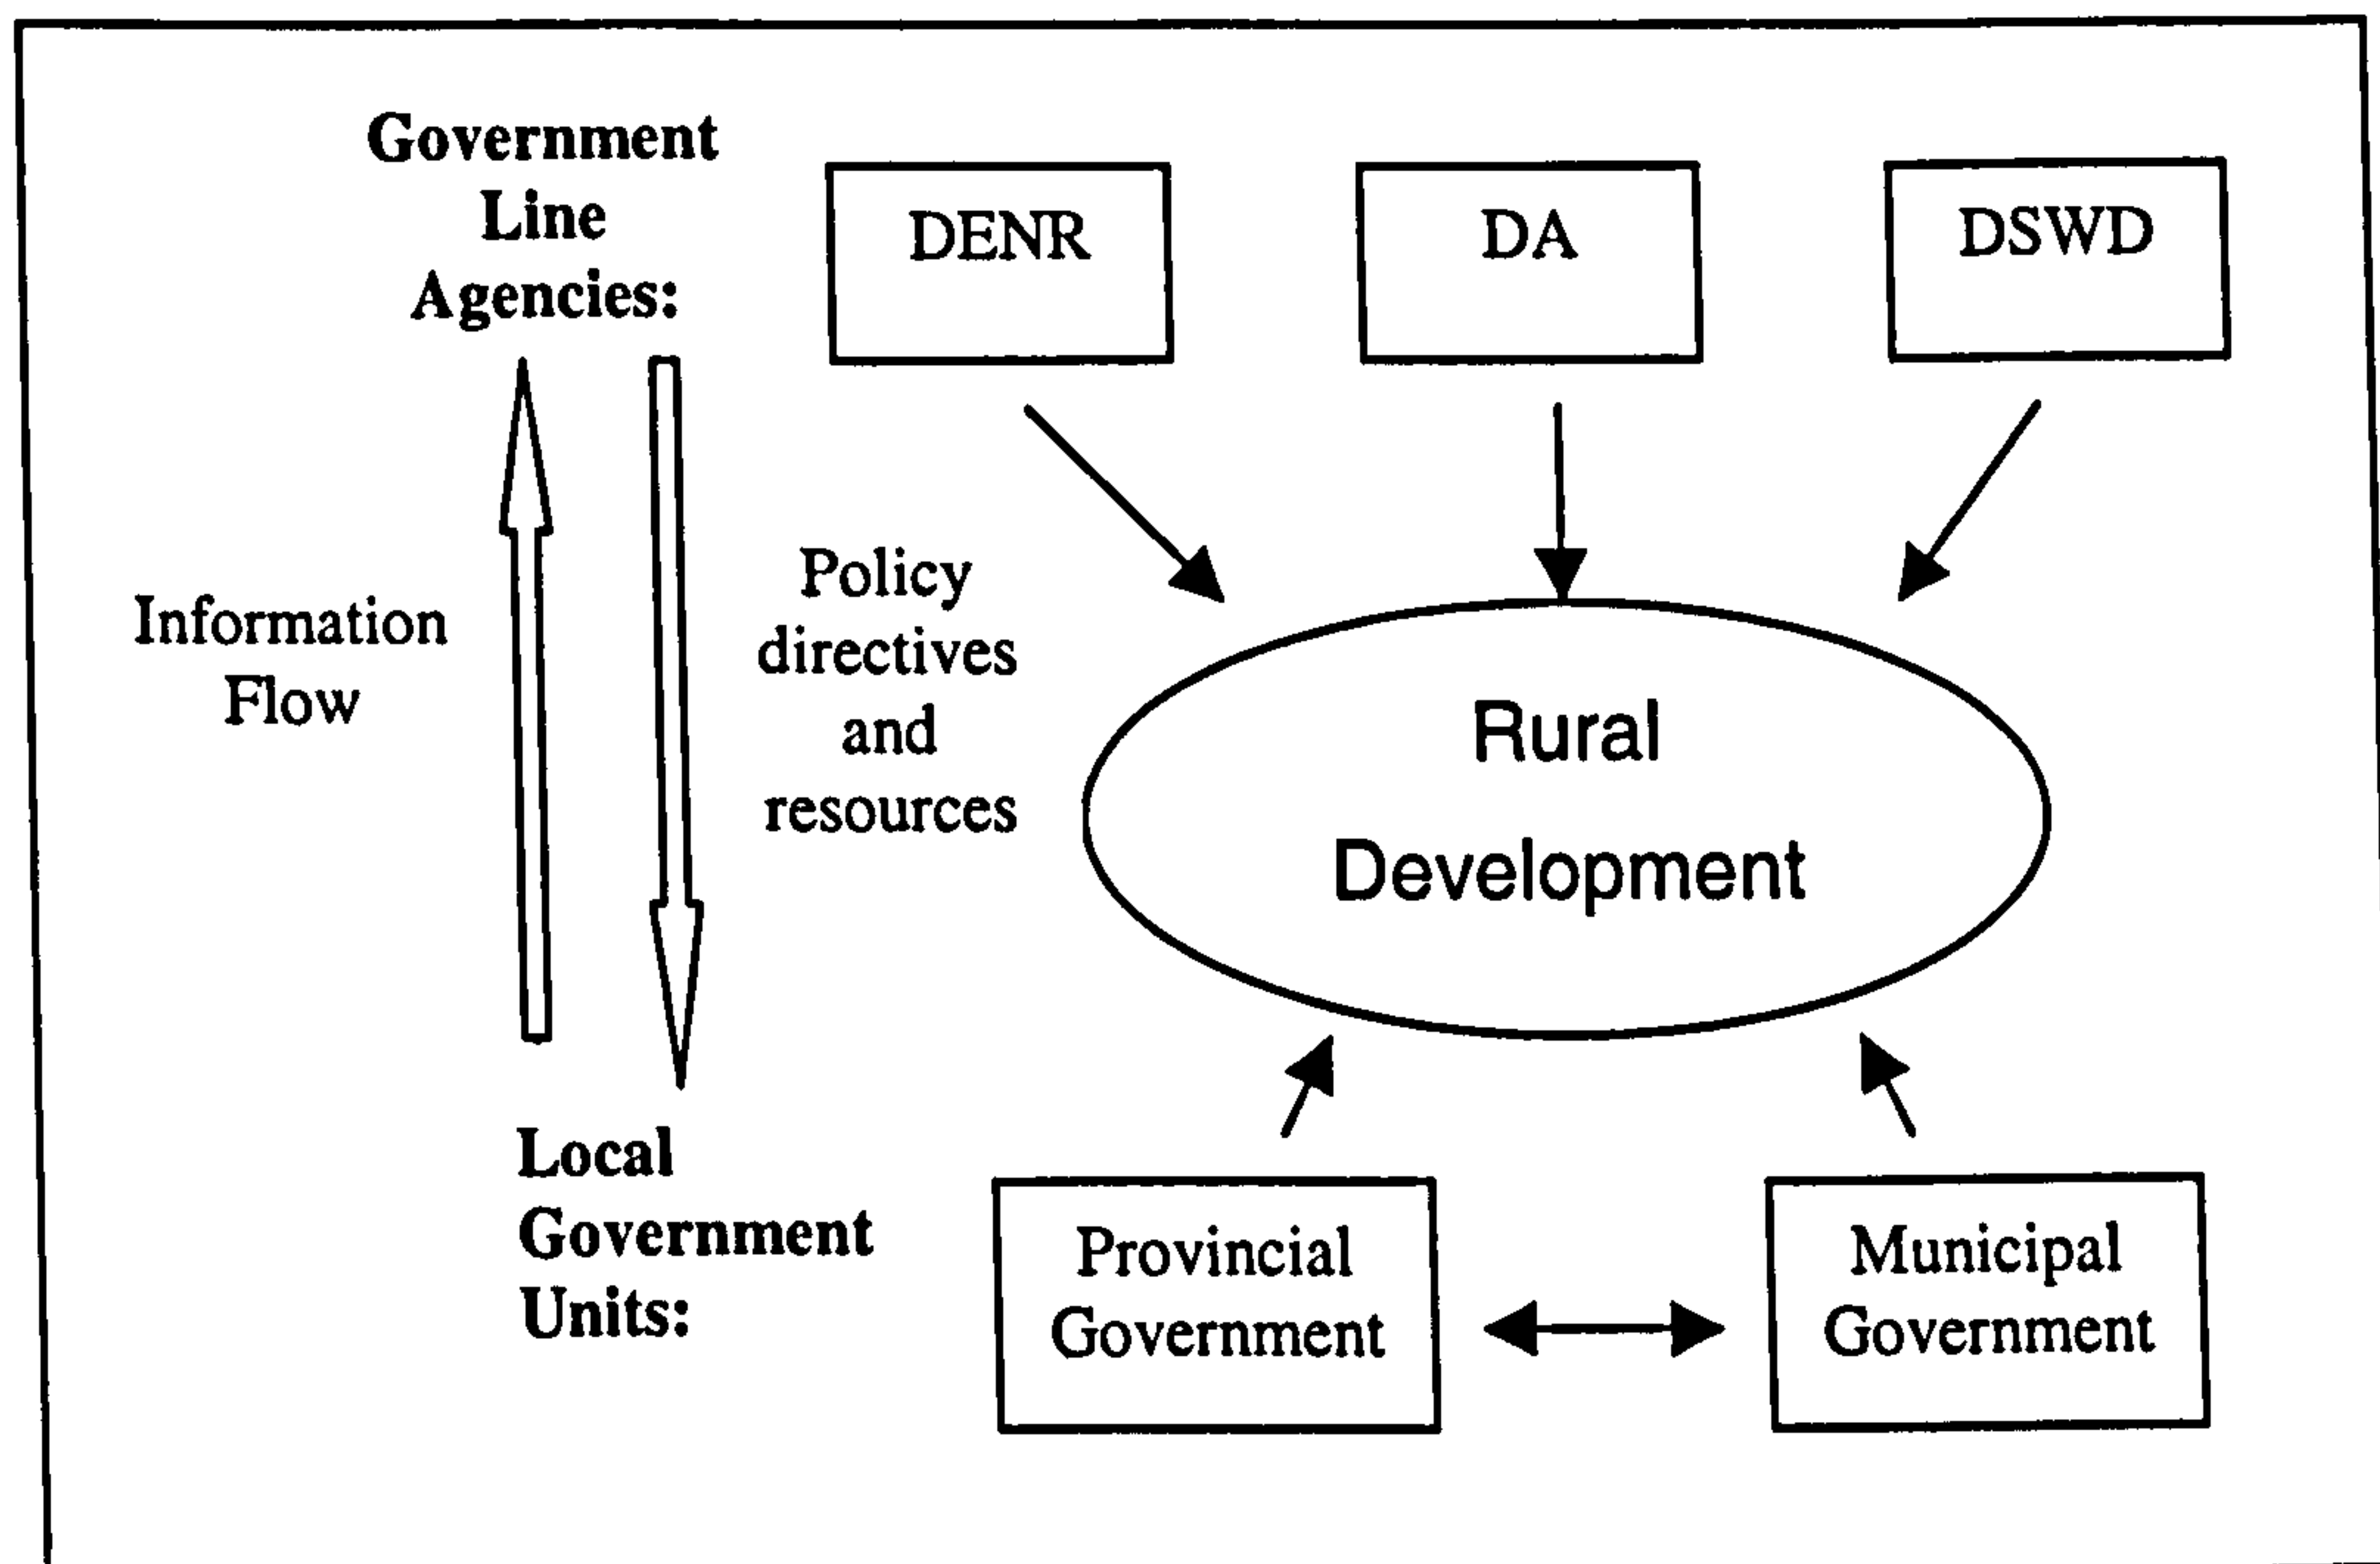 Government
Line
Agencies:
DENR
DA
DSWD
Information
Flow
Policy
directives
and
resources
Rural
Development
Local
Government
Units:
Provincial
Government
Municipal
Government